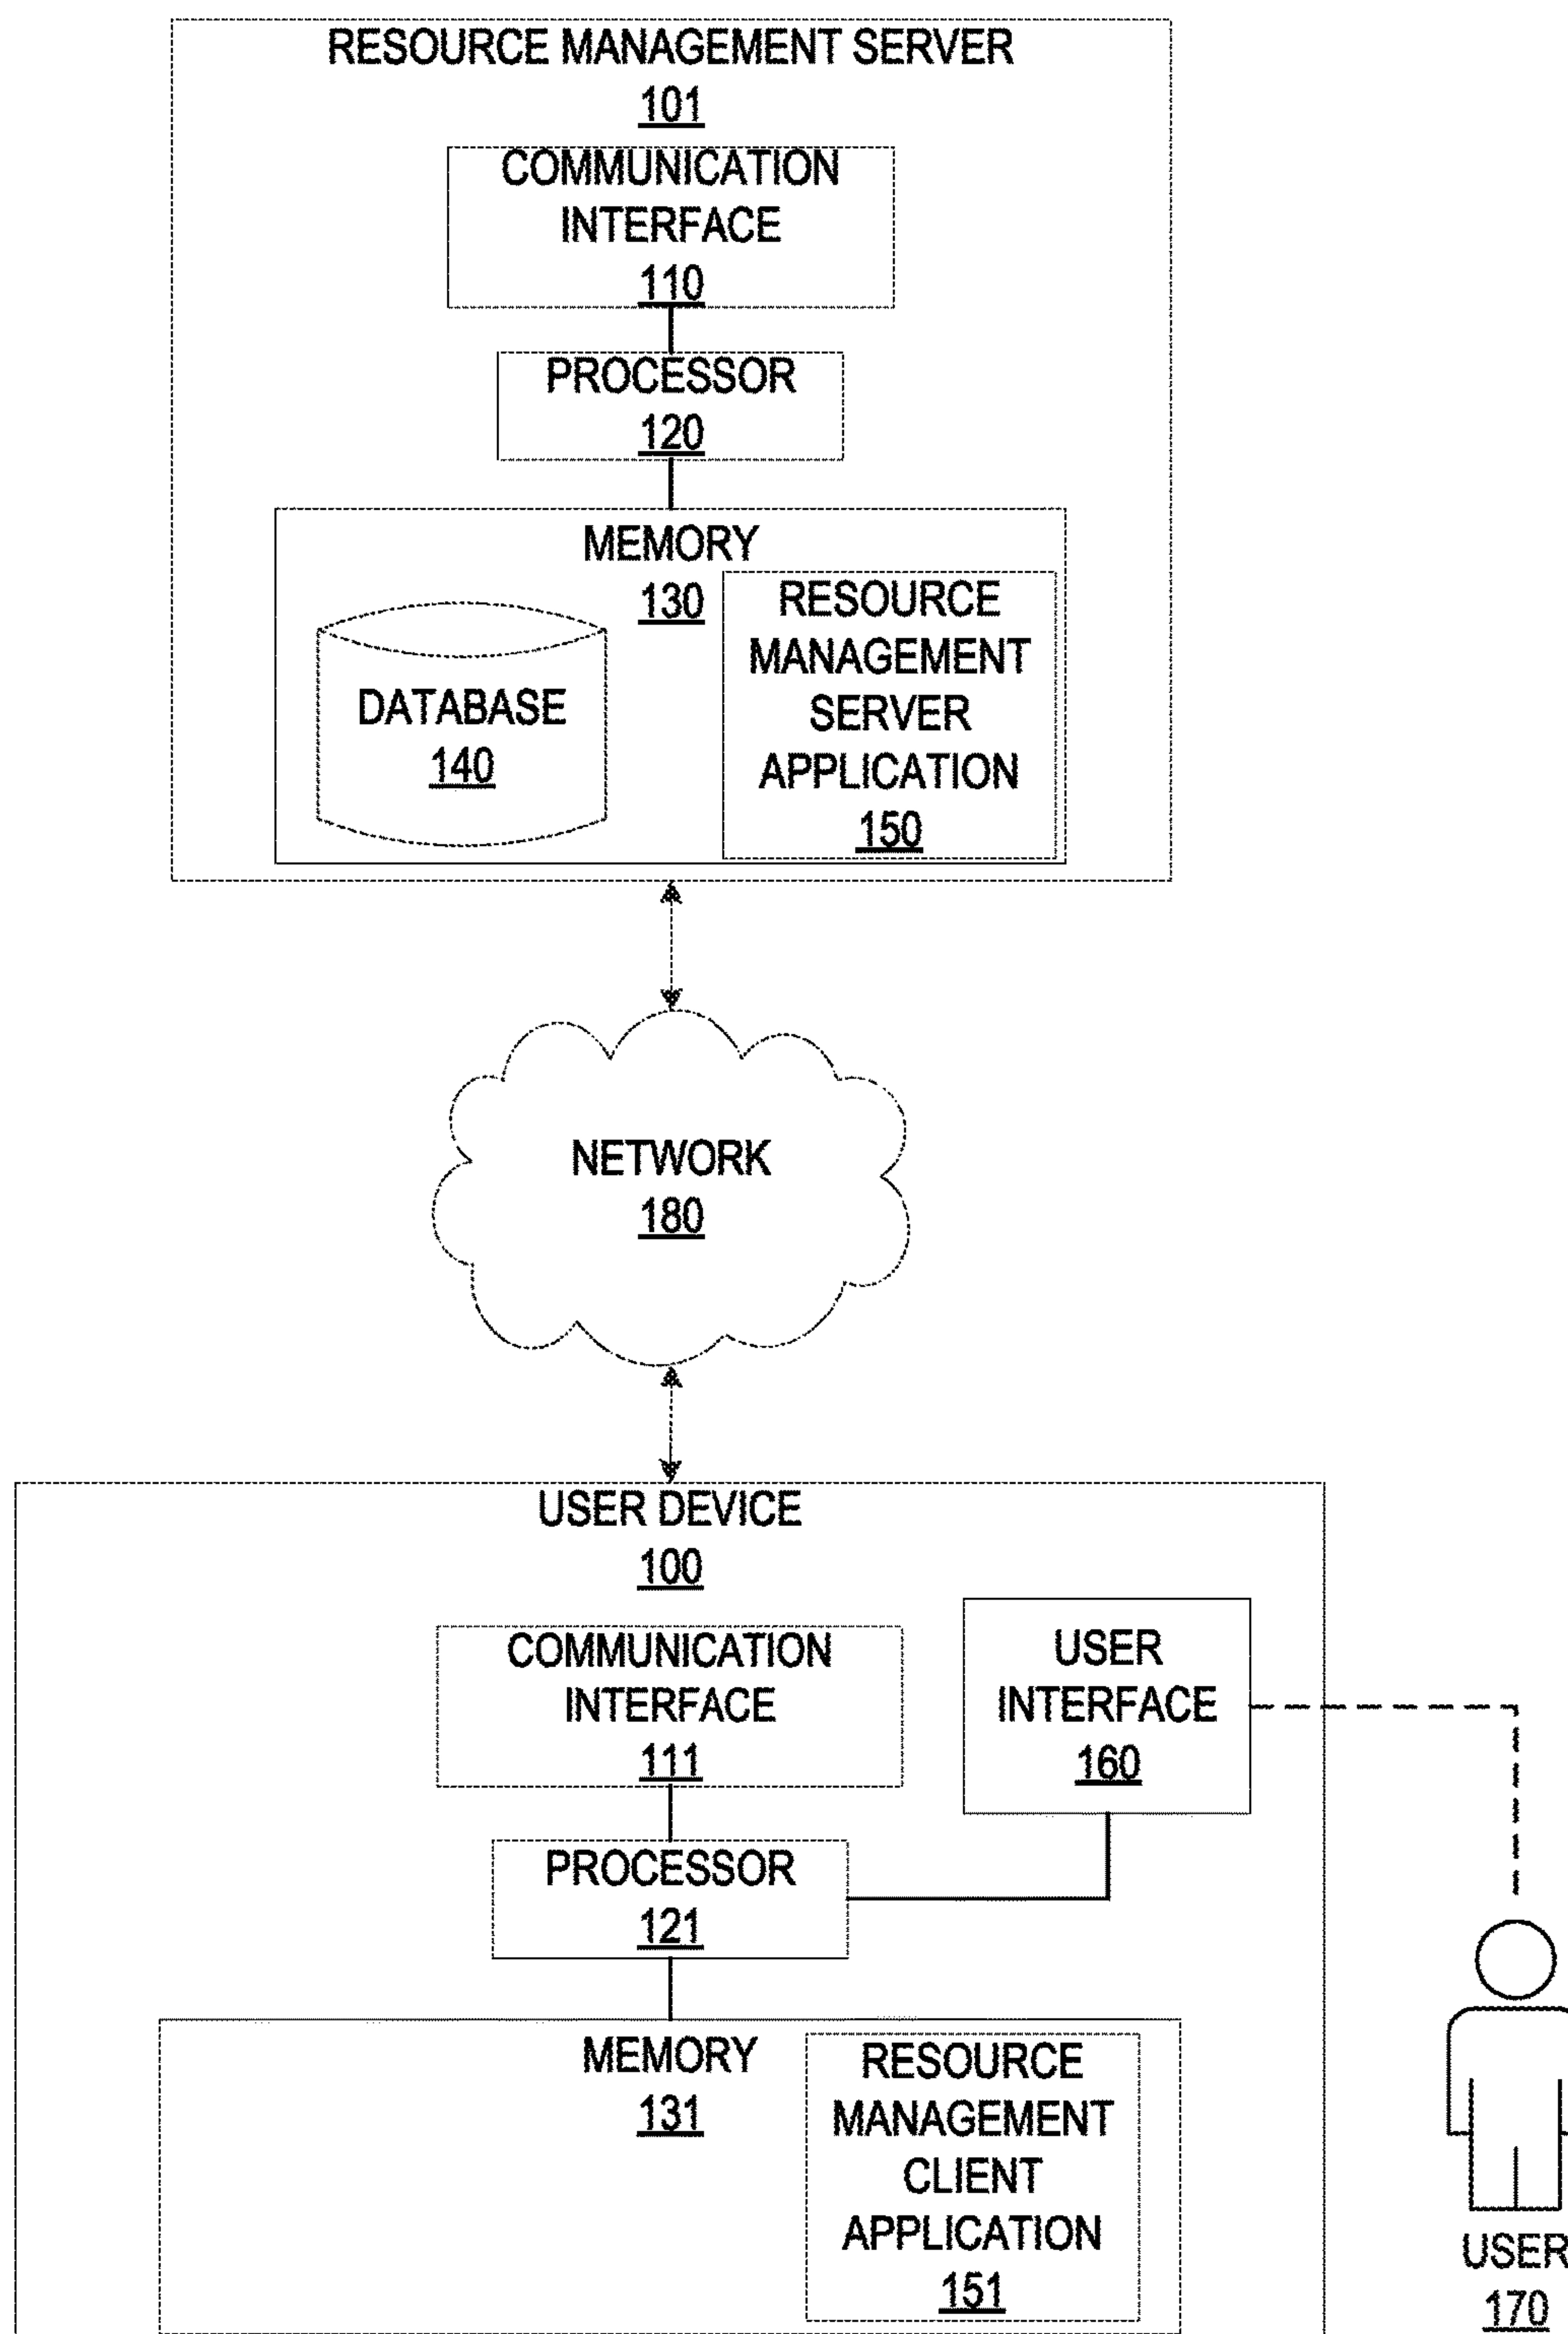 RESOURCE MANAGEMENT SERVER
101
COMMUNICATION
INTERFACE
110
PROCESSOR
120
MEMORY
130
DATABASE
140
RESOURCE
MANAGEMENT
SERVER
APPLICATION
150
NETWORK
180
USER DEVICE
100
COMMUNICATION
INTERFACE
111
USER
INTERFACE
160
PROCESSOR
121
MEMORY
131
RESOURCE
MANAGEMENT
CLIENT
APPLICATION
151
USER
170